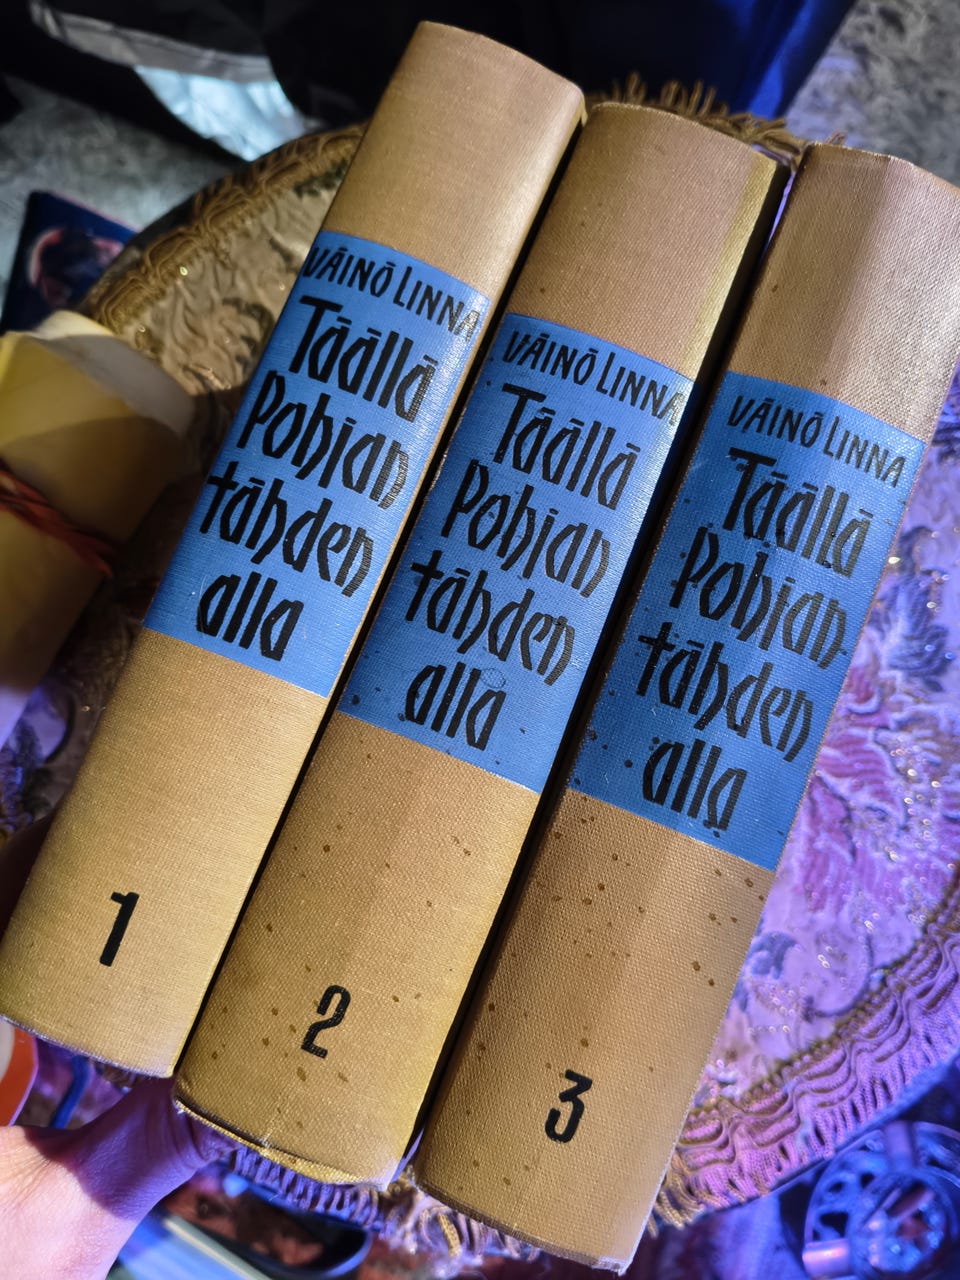 VÄINÖ LINNA
Täällä
Pohjan
tähden
alla
1
VÄINÖ LINNA
Täällä
Pohjan
tähden
alla
2
VÄINÖ LINNA
Täällä
Pohjan
tähden
alla
3